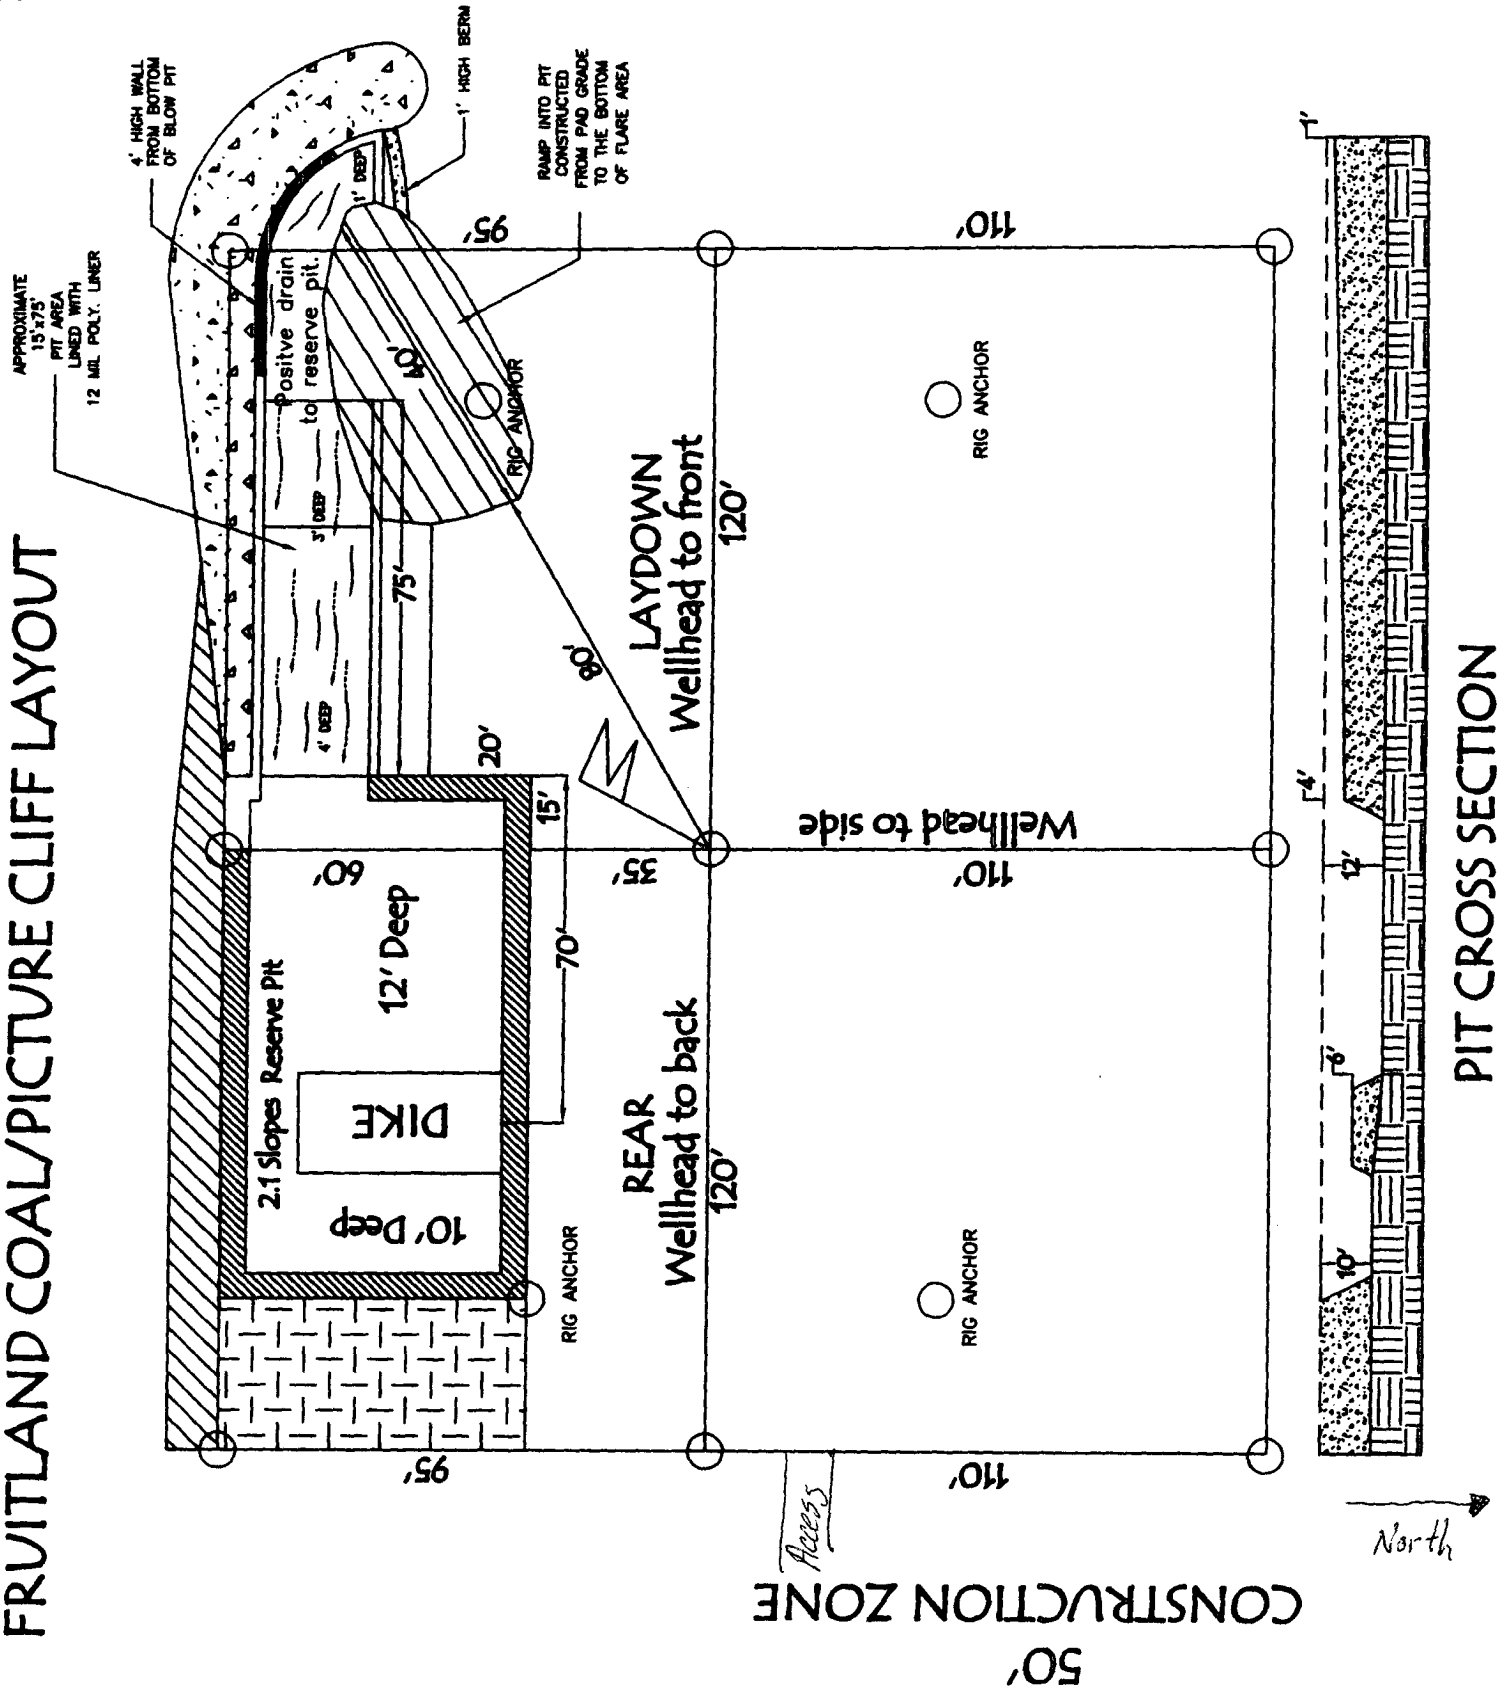 FRUITLAND COAL/PICTURE CLIFF LAYOUT
APPROXIMATE
15'x75'
PIT AREA
LINED WITH
12 MIL POLY. LINER
4' HIGH WALL
FROM BOTTOM
OF BLOW PIT
1' HIGH BERM
RAMP INTO PIT
CONSTRUCTED
FROM PAD GRADE
TO THE BOTTOM
OF FLARE AREA
1' DEEP
Positve drain
to reserve pit.
3' DEEP
4' DEEP
40'
RIG ANCHOR
75'
95'
20'
15'
80'
2.1 Slopes Reserve Pit
12' Deep
DIKE
10' Deep
60'
35'
70'
RIG ANCHOR
95'
REAR
Wellhead to back
120'
LAYDOWN
Wellhead to front
120'
Wellhead to side
110'
110'
110'
RIG ANCHOR
RIG ANCHOR
Access
CONSTRUCTION ZONE
50'
North
10'
6'
12'
4'
1'
PIT CROSS SECTION